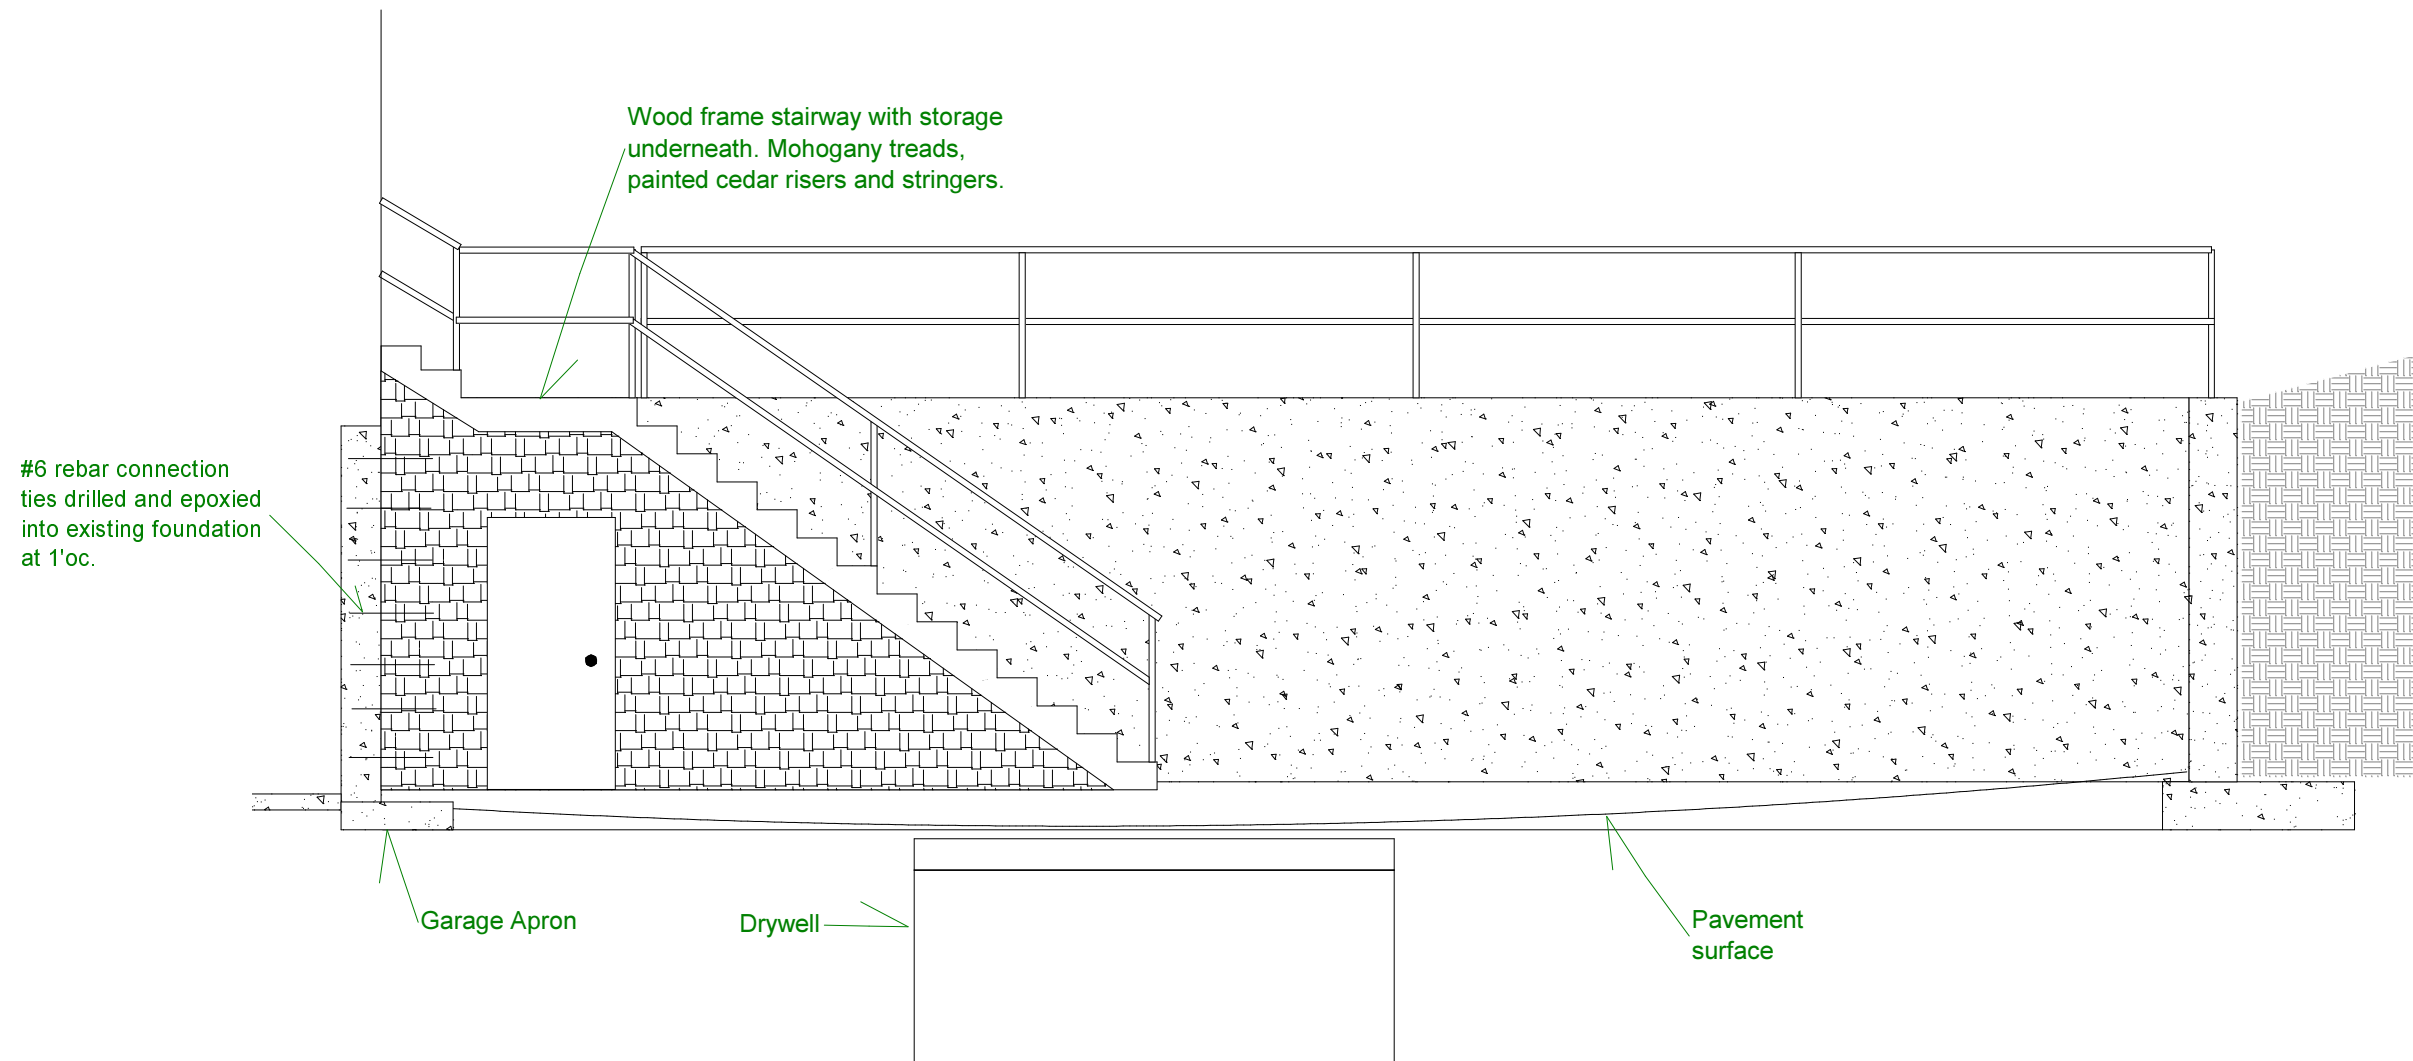 Wood frame stairway with storage
underneath. Mohogany treads,
painted cedar risers and stringers.
#6 rebar connection
ties drilled and epoxied
into existing foundation
at 1'oc.
Garage Apron
Drywell
Pavement
surface